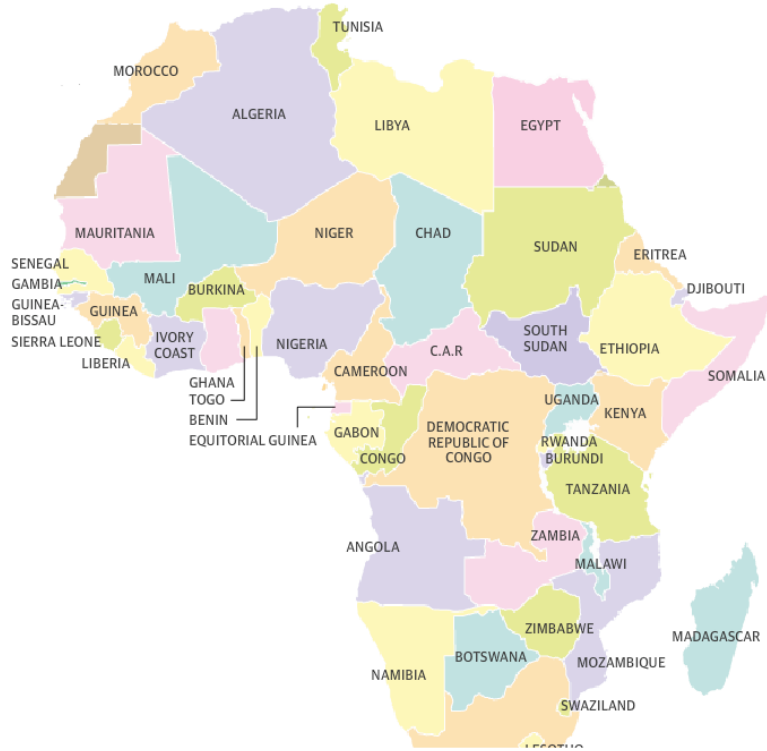 TUNISIA
MOROCCO
ALGERIA
LIBYA
EGYPT
MAURITANIA
NIGER
CHAD
SUDAN
ERITREA
SENEGAL
MALI
GAMBIA
BURKINA
DJIBOUTI
GUINEA-
BISSAU
GUINEA
SIERRA LEONE
IVORY
COAST
NIGERIA
SOUTH
SUDAN
ETHIOPIA
LIBERIA
C.A.R
CAMEROON
SOMALIA
GHANA
TOGO
BENIN
EQUITORIAL GUINEA
UGANDA
KENYA
GABON
DEMOCRATIC
REPUBLIC OF
CONGO
RWANDA
BURUNDI
CONGO
TANZANIA
ANGOLA
ZAMBIA
MALAWI
ZIMBABWE
MADAGASCAR
BOTSWANA
MOZAMBIQUE
NAMIBIA
SWAZILAND
LESOTHO